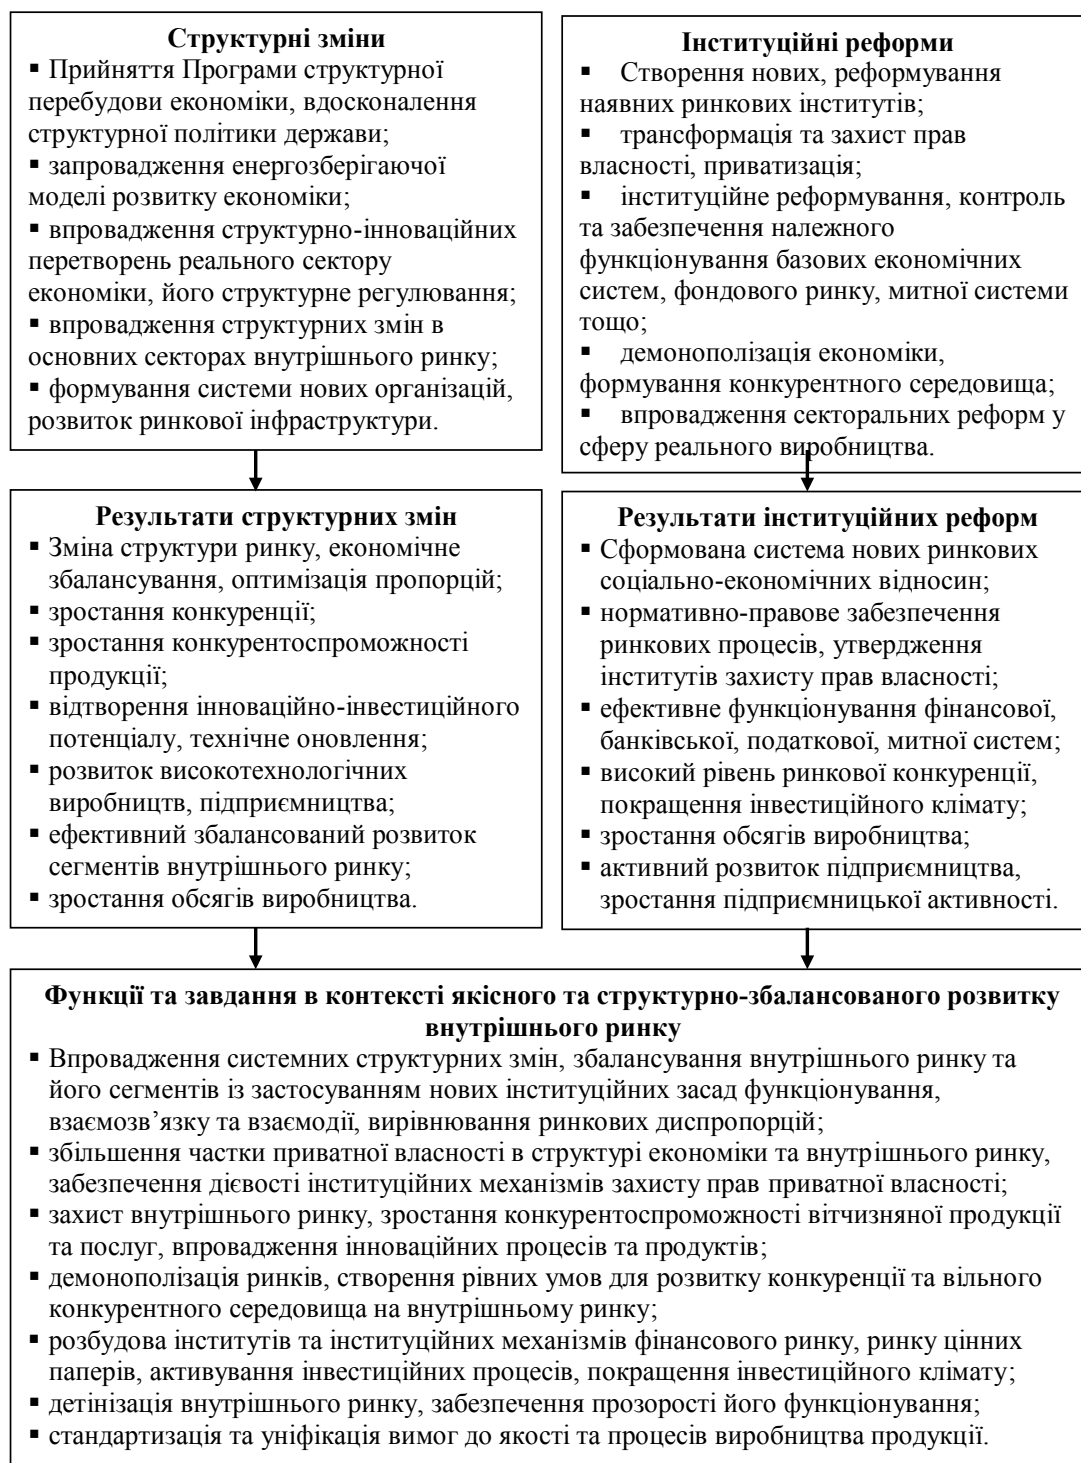 Структурні зміни
▪ Прийняття Програми структурної
перебудови економіки, вдосконалення
структурної політики держави;
▪ запровадження енергозберігаючої
моделі розвитку економіки;
▪ впровадження структурно-інноваційних
перетворень реального сектору
економіки, його структурне регулювання;
▪ впровадження структурних змін в
основних секторах внутрішнього ринку;
▪ формування системи нових організацій,
розвиток ринкової інфраструктури.
Інституційні реформи
▪ Створення нових, реформування
наявних ринкових інститутів;
▪ трансформація та захист прав
власності, приватизація;
▪ інституційне реформування, контроль
та забезпечення належного
функціонування базових економічних
систем, фондового ринку, митної системи
тощо;
▪ демонополізація економіки,
формування конкурентного середовища;
▪ впровадження секторальних реформ у
сферу реального виробництва.
Результати структурних змін
▪ Зміна структури ринку, економічне
збалансування, оптимізація пропорцій;
▪ зростання конкуренції;
▪ зростання конкурентоспроможності
продукції;
▪ відтворення інноваційно-інвестиційного
потенціалу, технічне оновлення;
▪ розвиток високотехнологічних
виробництв, підприємництва;
▪ ефективний збалансований розвиток
сегментів внутрішнього ринку;
▪ зростання обсягів виробництва.
Результати інституційних реформ
▪ Сформована система нових ринкових
соціально-економічних відносин;
▪ нормативно-правове забезпечення
ринкових процесів, утвердження
інститутів захисту прав власності;
▪ ефективне функціонування фінансової,
банківської, податкової, митної систем;
▪ високий рівень ринкової конкуренції,
покращення інвестиційного клімату;
▪ зростання обсягів виробництва;
▪ активний розвиток підприємництва,
зростання підприємницької активності.
Функції та завдання в контексті якісного та структурно-збалансованого розвитку
внутрішнього ринку
▪ Впровадження системних структурних змін, збалансування внутрішнього ринку та
його сегментів із застосуванням нових інституційних засад функціонування,
взаємозв’язку та взаємодії, вирівнювання ринкових диспропорцій;
▪ збільшення частки приватної власності в структурі економіки та внутрішнього ринку,
забезпечення дієвості інституційних механізмів захисту прав приватної власності;
▪ захист внутрішнього ринку, зростання конкурентоспроможності вітчизняної продукції
та послуг, впровадження інноваційних процесів та продуктів;
▪ демонополізація ринків, створення рівних умов для розвитку конкуренції та вільного
конкурентного середовища на внутрішньому ринку;
▪ розбудова інститутів та інституційних механізмів фінансового ринку, ринку цінних
паперів, активування інвестиційних процесів, покращення інвестиційного клімату;
▪ детінізація внутрішнього ринку, забезпечення прозорості його функціонування;
▪ стандартизація та уніфікація вимог до якості та процесів виробництва продукції.